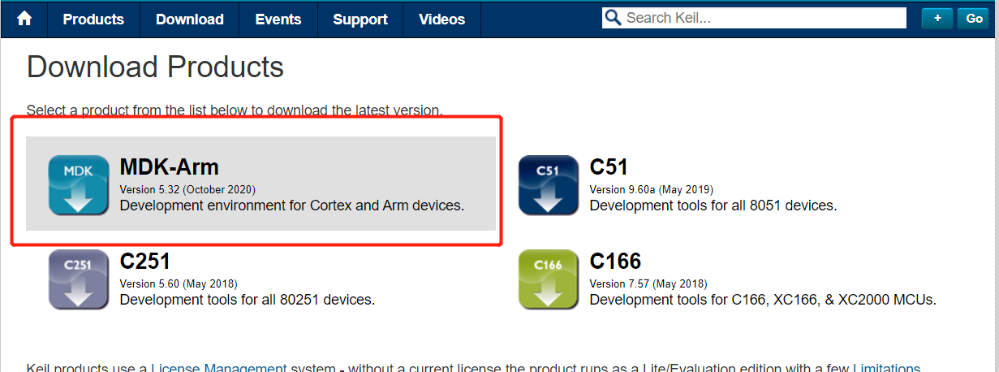 Products Download Events Support Videos Search Keil... + Go
Download Products
Select a product from the list below to download the latest version.
MDK
MDK-Arm
Version 5.32 (October 2020)
Development environment for Cortex and Arm devices.
C51
C51
Version 9.60a (May 2019)
Development tools for all 8051 devices.
C251
C251
Version 5.60 (May 2018)
Development tools for all 80251 devices.
C166
C166
Version 7.57 (May 2018)
Development tools for C166, XC166, & XC2000 MCUs.
Keil products use a License Management system - without a current license the product runs as a Lite/Evaluation edition with a few Limitations.